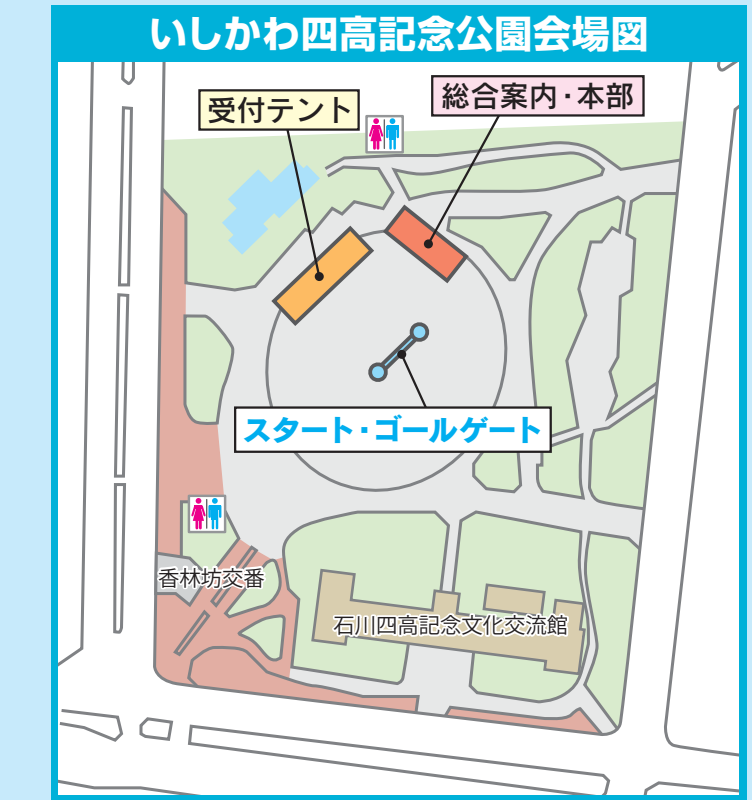 いしかわ四高記念公園会場図
総合案内・本部
受付テント
スタート・ゴールゲート
香林坊交番
石川四高記念文化交流館